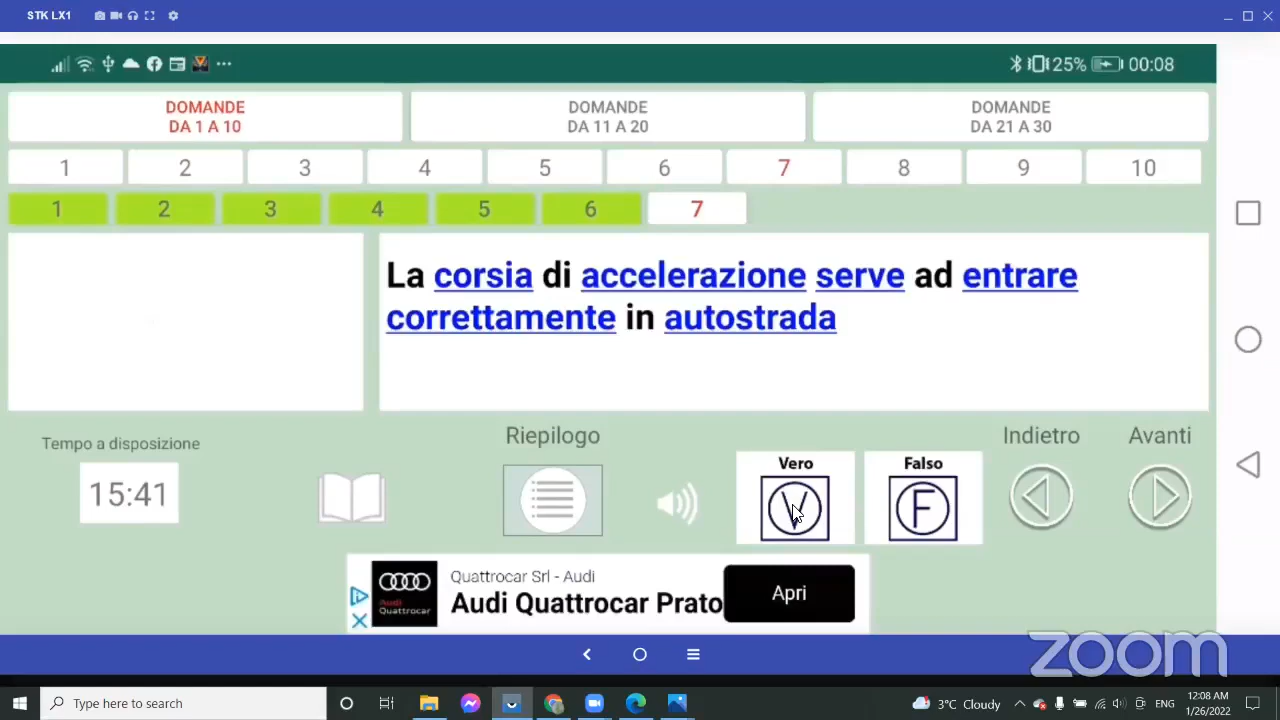 STK LX1
25% 00:08
DOMANDE
DA 1 A 10
DOMANDE
DA 11 A 20
DOMANDE
DA 21 A 30
1 2 3 4 5 6 7 8 9 10
1 2 3 4 5 6 7
La corsia di accelerazione serve ad entrare
correttamente in autostrada
Tempo a disposizione
15:41
Riepilogo
Vero
V
Falso
F
Indietro
Avanti
Audi
Quattrocar
Quattrocar Srl - Audi
Audi Quattrocar Prato
Apri
zoom
Type here to search
3°C Cloudy
ENG
12:08 AM
1/26/2022